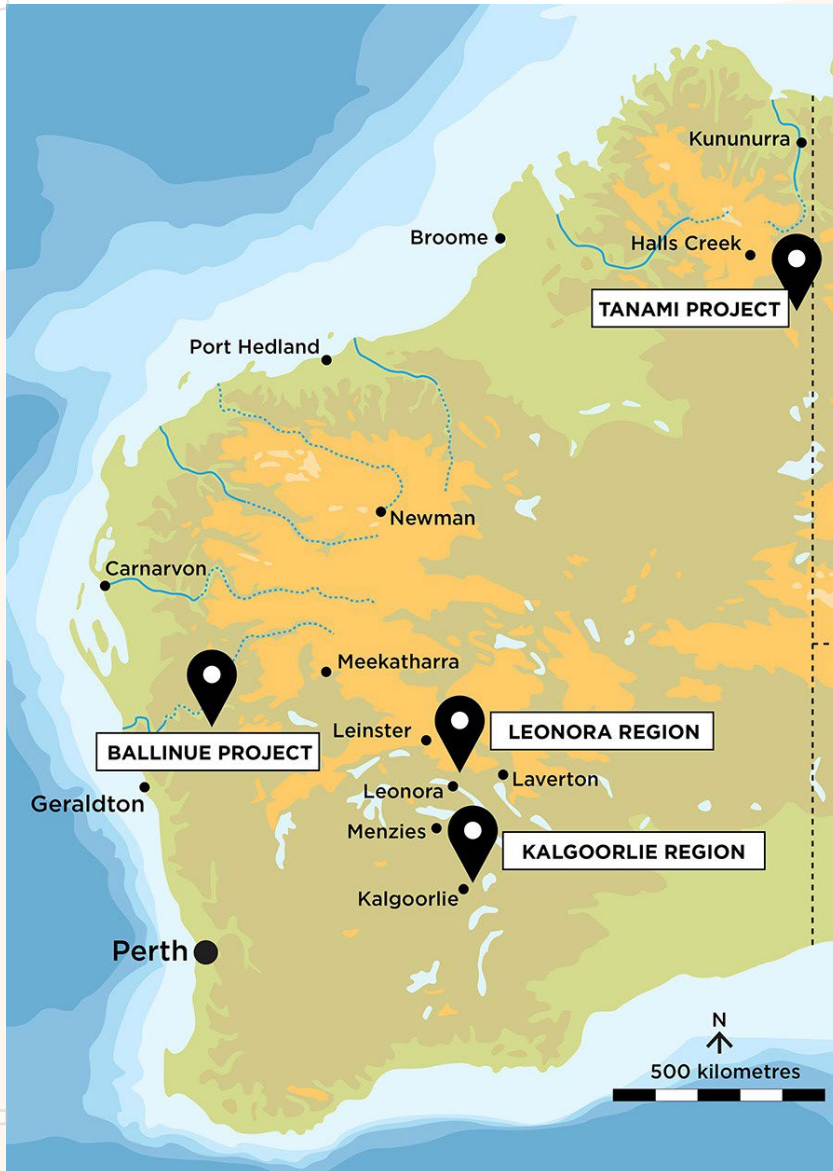 Kununurra
Broome
Halls Creek
TANAMI PROJECT
Port Hedland
Newman
Carnarvon
Meekatharra
Leinster
LEONORA REGION
BALLINUE PROJECT
Laverton
Leonora
Geraldton
Menzies
KALGOORLIE REGION
Kalgoorlie
Perth
N
500 kilometres